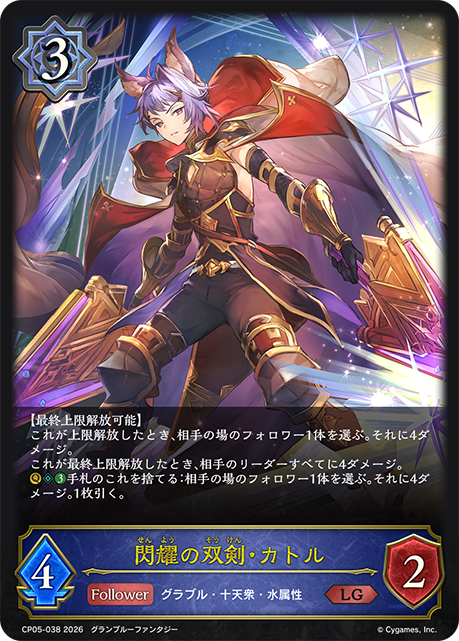 3
【最終上限解放可能】
これが上限解放したとき、相手の場のフォロワー1体を選ぶ。それに4ダ
メージ。
これが最終上限解放したとき、相手のリーダーすべてに4ダメージ。
3 手札のこれを捨てる:相手の場のフォロワー1体を選ぶ。それに4ダ
メージ。1枚引く。
せん よう そう けん
閃耀の双剣・カトル
4
Follower グラブル・十天衆・水属性 LG
2
CP05-038 2026 グランブルーファンタジー © Cygames, Inc.